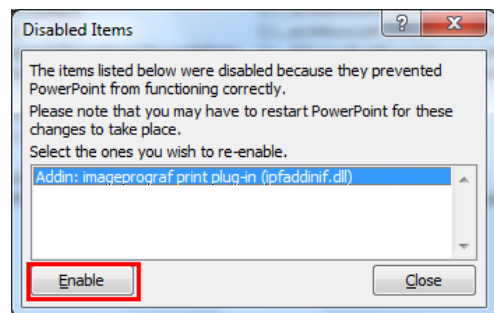 Disabled Items
The items listed below were disabled because they prevented
PowerPoint from functioning correctly.
Please note that you may have to restart PowerPoint for these
changes to take place.
Select the ones you wish to re-enable.
Addin: imageprograf print plug-in (ipfaddinif.dll)
Enable
Close